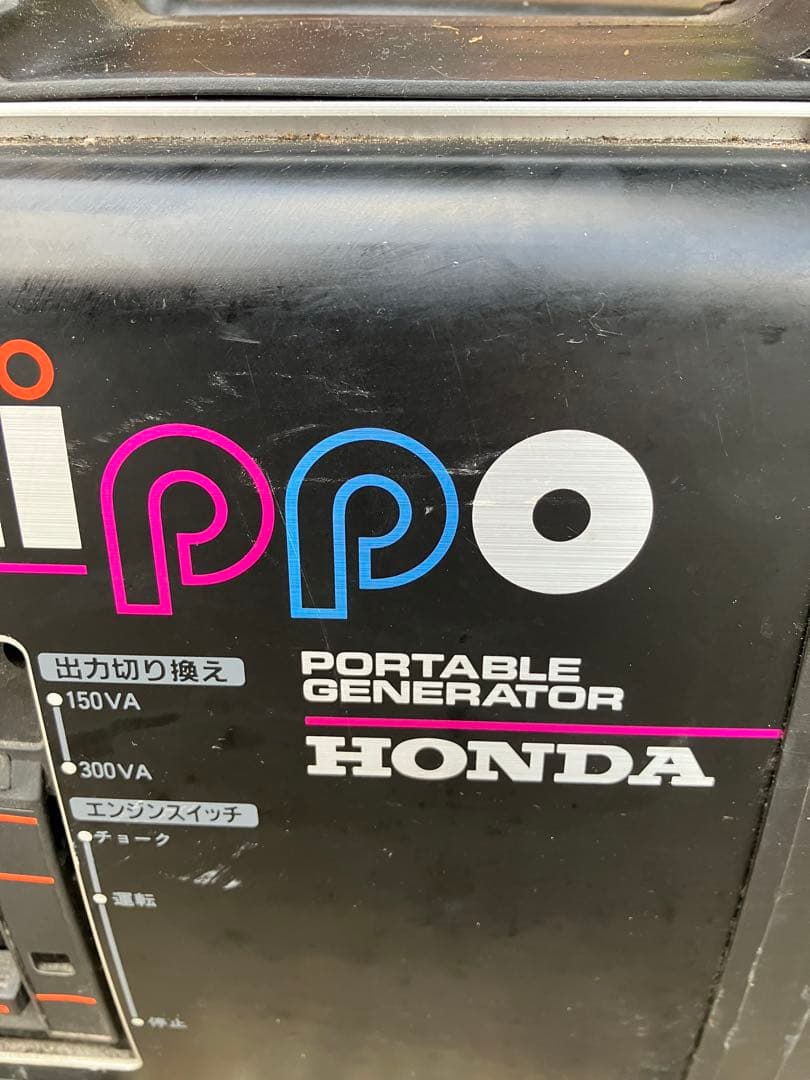 ippo
出力切り換え
150VA
300VA
エンジンスイッチ
チョーク
運転
停止
PORTABLE
GENERATOR
HONDA